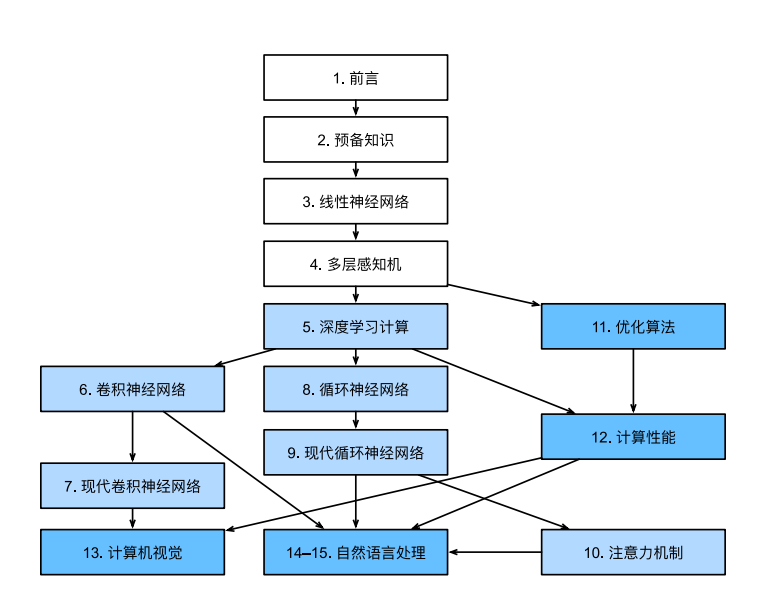 1. 前言
2. 预备知识
3. 线性神经网络
4. 多层感知机
5. 深度学习计算
11. 优化算法
6. 卷积神经网络
8. 循环神经网络
12. 计算性能
9. 现代循环神经网络
7. 现代卷积神经网络
13. 计算机视觉
14–15. 自然语言处理
10. 注意力机制